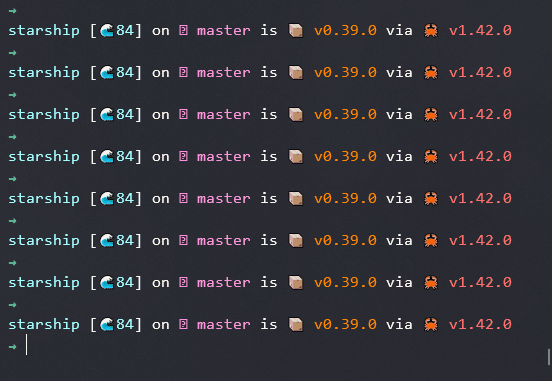 →
starship [🌊84] on  master is 📦 v0.39.0 via 🦀 v1.42.0
→
starship [🌊84] on  master is 📦 v0.39.0 via 🦀 v1.42.0
→
starship [🌊84] on  master is 📦 v0.39.0 via 🦀 v1.42.0
→
starship [🌊84] on  master is 📦 v0.39.0 via 🦀 v1.42.0
→
starship [🌊84] on  master is 📦 v0.39.0 via 🦀 v1.42.0
→
starship [🌊84] on  master is 📦 v0.39.0 via 🦀 v1.42.0
→
starship [🌊84] on  master is 📦 v0.39.0 via 🦀 v1.42.0
→
starship [🌊84] on  master is 📦 v0.39.0 via 🦀 v1.42.0
→